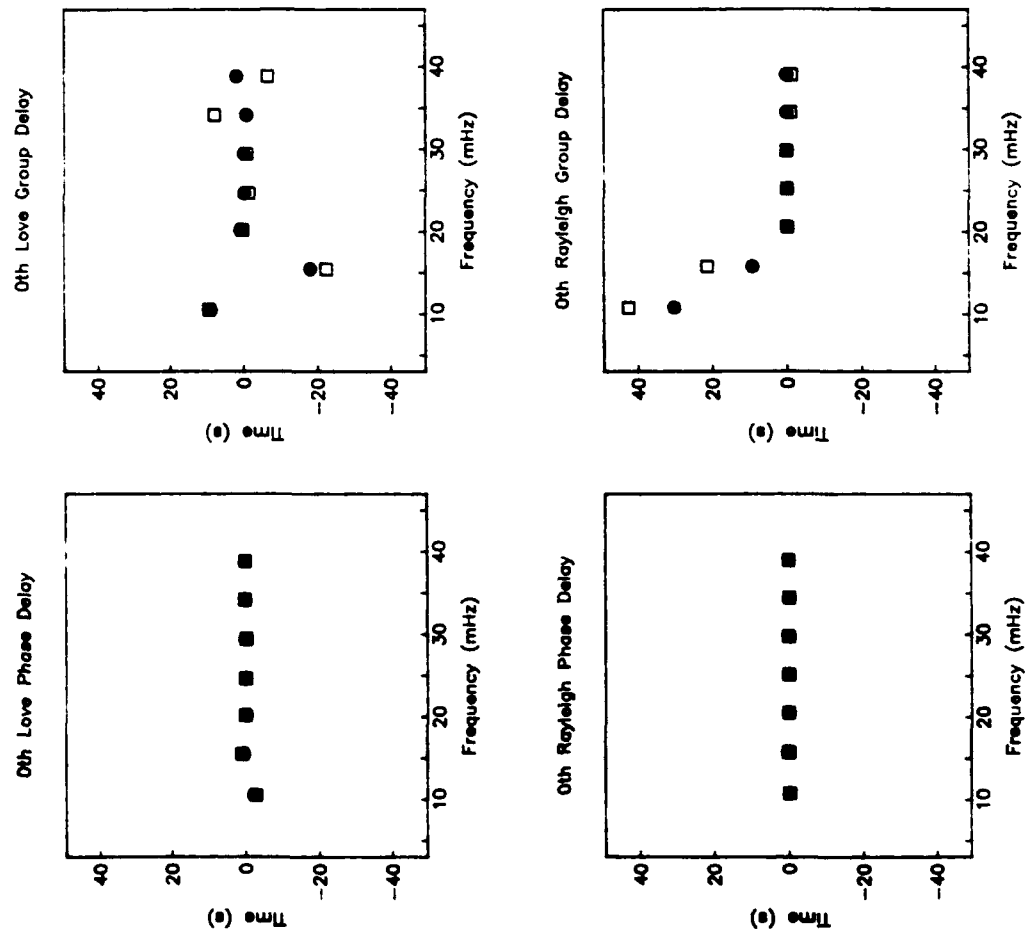 0th Love Phase Delay
Time (s)
40
20
0
−20
−40
10 20 30 40
Frequency (mHz)
0th Love Group Delay
Time (s)
40
20
0
−20
−40
10 20 30 40
Frequency (mHz)
0th Rayleigh Phase Delay
Time (s)
40
20
0
−20
−40
10 20 30 40
Frequency (mHz)
0th Rayleigh Group Delay
Time (s)
40
20
0
−20
−40
10 20 30 40
Frequency (mHz)